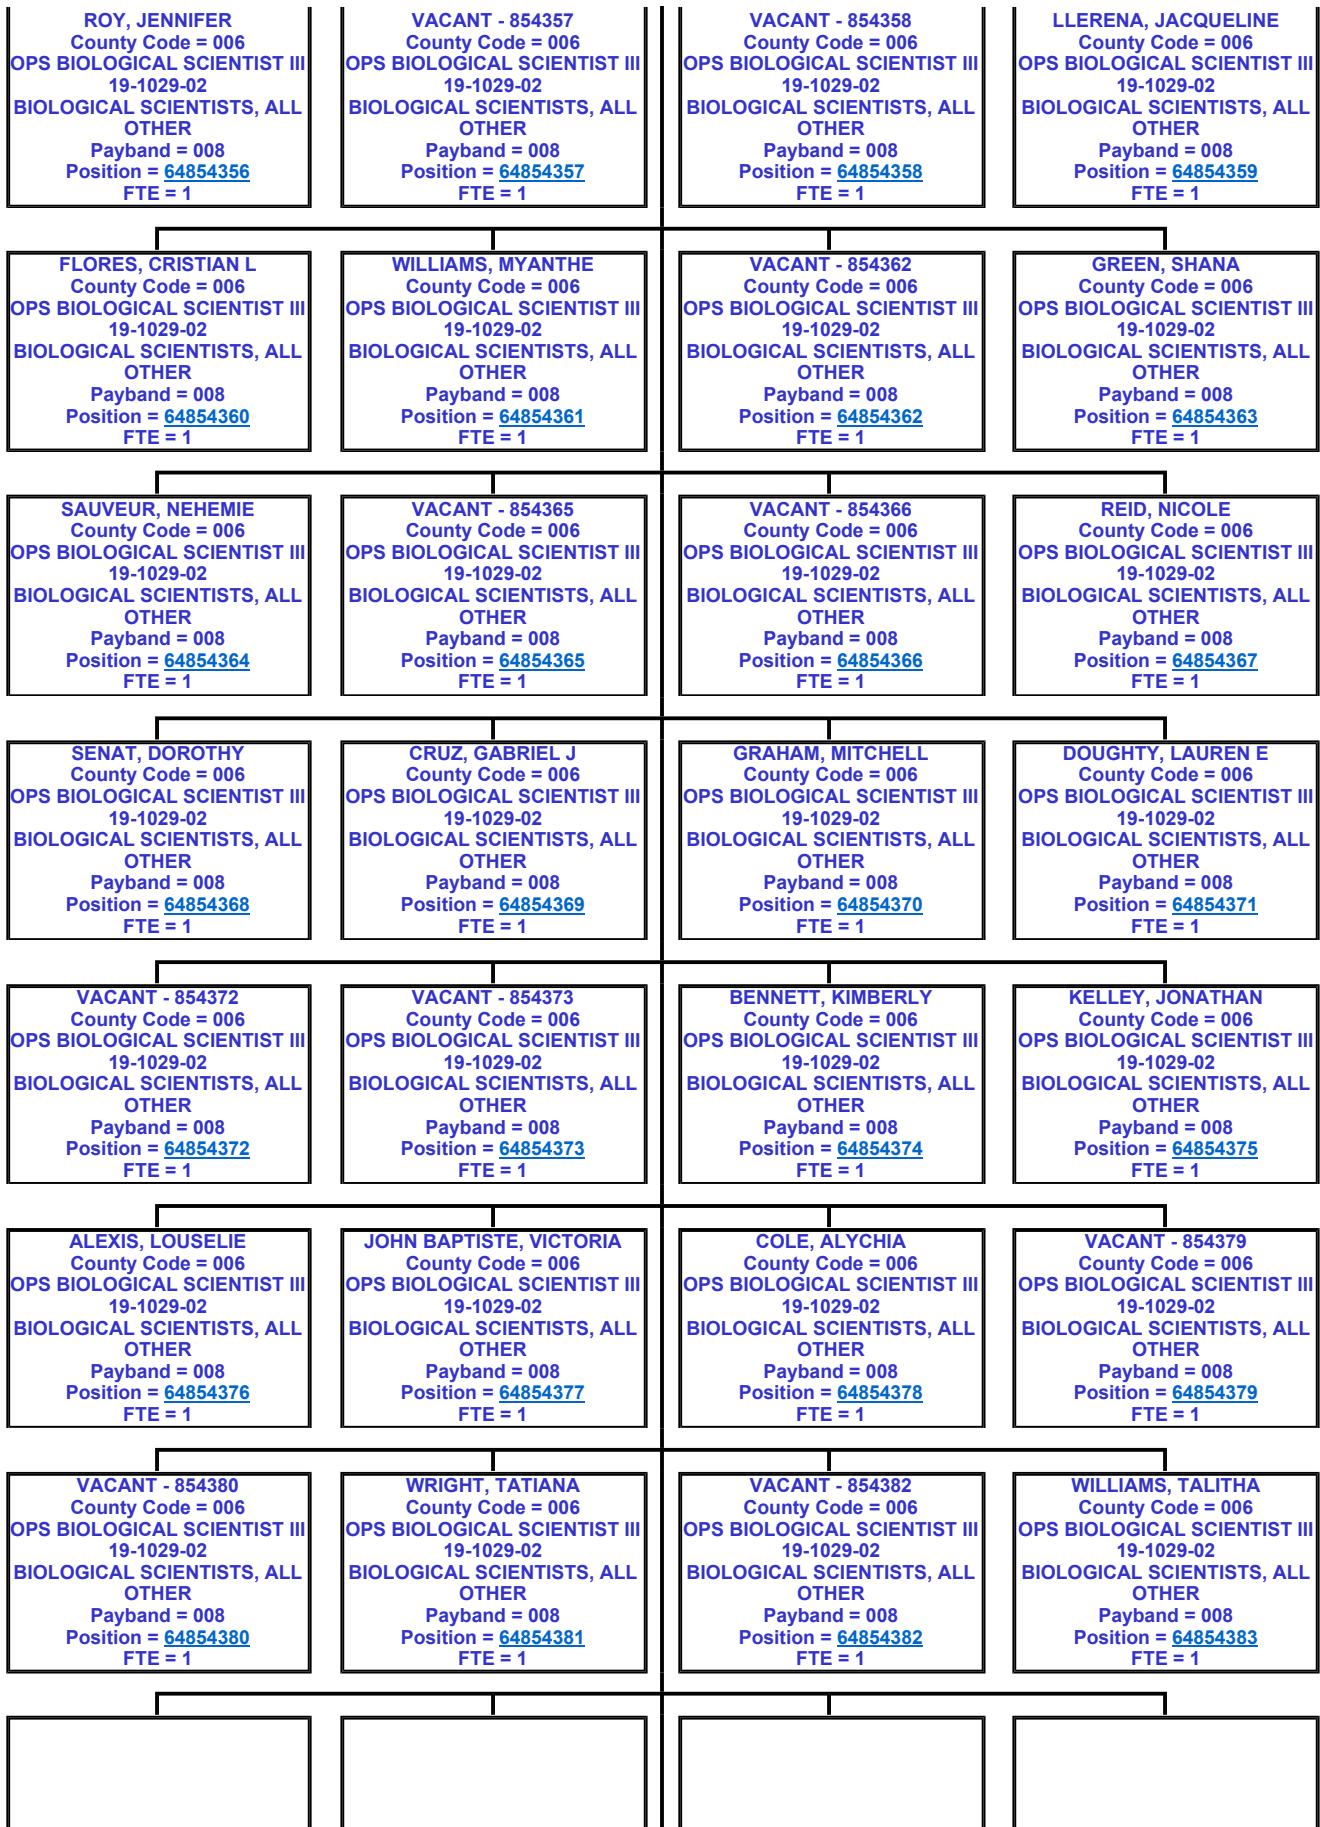 ROY, JENNIFER
County Code = 006
OPS BIOLOGICAL SCIENTIST III
19-1029-02
BIOLOGICAL SCIENTISTS, ALL
OTHER
Payband = 008
Position = 64854356
FTE = 1
VACANT - 854357
County Code = 006
OPS BIOLOGICAL SCIENTIST III
19-1029-02
BIOLOGICAL SCIENTISTS, ALL
OTHER
Payband = 008
Position = 64854357
FTE = 1
VACANT - 854358
County Code = 006
OPS BIOLOGICAL SCIENTIST III
19-1029-02
BIOLOGICAL SCIENTISTS, ALL
OTHER
Payband = 008
Position = 64854358
FTE = 1
LLERENA, JACQUELINE
County Code = 006
OPS BIOLOGICAL SCIENTIST III
19-1029-02
BIOLOGICAL SCIENTISTS, ALL
OTHER
Payband = 008
Position = 64854359
FTE = 1
FLORES, CRISTIAN L
County Code = 006
OPS BIOLOGICAL SCIENTIST III
19-1029-02
BIOLOGICAL SCIENTISTS, ALL
OTHER
Payband = 008
Position = 64854360
FTE = 1
WILLIAMS, MYANTHE
County Code = 006
OPS BIOLOGICAL SCIENTIST III
19-1029-02
BIOLOGICAL SCIENTISTS, ALL
OTHER
Payband = 008
Position = 64854361
FTE = 1
VACANT - 854362
County Code = 006
OPS BIOLOGICAL SCIENTIST III
19-1029-02
BIOLOGICAL SCIENTISTS, ALL
OTHER
Payband = 008
Position = 64854362
FTE = 1
GREEN, SHANA
County Code = 006
OPS BIOLOGICAL SCIENTIST III
19-1029-02
BIOLOGICAL SCIENTISTS, ALL
OTHER
Payband = 008
Position = 64854363
FTE = 1
SAUVEUR, NEHEMIE
County Code = 006
OPS BIOLOGICAL SCIENTIST III
19-1029-02
BIOLOGICAL SCIENTISTS, ALL
OTHER
Payband = 008
Position = 64854364
FTE = 1
VACANT - 854365
County Code = 006
OPS BIOLOGICAL SCIENTIST III
19-1029-02
BIOLOGICAL SCIENTISTS, ALL
OTHER
Payband = 008
Position = 64854365
FTE = 1
VACANT - 854366
County Code = 006
OPS BIOLOGICAL SCIENTIST III
19-1029-02
BIOLOGICAL SCIENTISTS, ALL
OTHER
Payband = 008
Position = 64854366
FTE = 1
REID, NICOLE
County Code = 006
OPS BIOLOGICAL SCIENTIST III
19-1029-02
BIOLOGICAL SCIENTISTS, ALL
OTHER
Payband = 008
Position = 64854367
FTE = 1
SENAT, DOROTHY
County Code = 006
OPS BIOLOGICAL SCIENTIST III
19-1029-02
BIOLOGICAL SCIENTISTS, ALL
OTHER
Payband = 008
Position = 64854368
FTE = 1
CRUZ, GABRIEL J
County Code = 006
OPS BIOLOGICAL SCIENTIST III
19-1029-02
BIOLOGICAL SCIENTISTS, ALL
OTHER
Payband = 008
Position = 64854369
FTE = 1
GRAHAM, MITCHELL
County Code = 006
OPS BIOLOGICAL SCIENTIST III
19-1029-02
BIOLOGICAL SCIENTISTS, ALL
OTHER
Payband = 008
Position = 64854370
FTE = 1
DOUGHTY, LAUREN E
County Code = 006
OPS BIOLOGICAL SCIENTIST III
19-1029-02
BIOLOGICAL SCIENTISTS, ALL
OTHER
Payband = 008
Position = 64854371
FTE = 1
VACANT - 854372
County Code = 006
OPS BIOLOGICAL SCIENTIST III
19-1029-02
BIOLOGICAL SCIENTISTS, ALL
OTHER
Payband = 008
Position = 64854372
FTE = 1
VACANT - 854373
County Code = 006
OPS BIOLOGICAL SCIENTIST III
19-1029-02
BIOLOGICAL SCIENTISTS, ALL
OTHER
Payband = 008
Position = 64854373
FTE = 1
BENNETT, KIMBERLY
County Code = 006
OPS BIOLOGICAL SCIENTIST III
19-1029-02
BIOLOGICAL SCIENTISTS, ALL
OTHER
Payband = 008
Position = 64854374
FTE = 1
KELLEY, JONATHAN
County Code = 006
OPS BIOLOGICAL SCIENTIST III
19-1029-02
BIOLOGICAL SCIENTISTS, ALL
OTHER
Payband = 008
Position = 64854375
FTE = 1
ALEXIS, LOUSELIE
County Code = 006
OPS BIOLOGICAL SCIENTIST III
19-1029-02
BIOLOGICAL SCIENTISTS, ALL
OTHER
Payband = 008
Position = 64854376
FTE = 1
JOHN BAPTISTE, VICTORIA
County Code = 006
OPS BIOLOGICAL SCIENTIST III
19-1029-02
BIOLOGICAL SCIENTISTS, ALL
OTHER
Payband = 008
Position = 64854377
FTE = 1
COLE, ALYCHIA
County Code = 006
OPS BIOLOGICAL SCIENTIST III
19-1029-02
BIOLOGICAL SCIENTISTS, ALL
OTHER
Payband = 008
Position = 64854378
FTE = 1
VACANT - 854379
County Code = 006
OPS BIOLOGICAL SCIENTIST III
19-1029-02
BIOLOGICAL SCIENTISTS, ALL
OTHER
Payband = 008
Position = 64854379
FTE = 1
VACANT - 854380
County Code = 006
OPS BIOLOGICAL SCIENTIST III
19-1029-02
BIOLOGICAL SCIENTISTS, ALL
OTHER
Payband = 008
Position = 64854380
FTE = 1
WRIGHT, TATIANA
County Code = 006
OPS BIOLOGICAL SCIENTIST III
19-1029-02
BIOLOGICAL SCIENTISTS, ALL
OTHER
Payband = 008
Position = 64854381
FTE = 1
VACANT - 854382
County Code = 006
OPS BIOLOGICAL SCIENTIST III
19-1029-02
BIOLOGICAL SCIENTISTS, ALL
OTHER
Payband = 008
Position = 64854382
FTE = 1
WILLIAMS, TALITHA
County Code = 006
OPS BIOLOGICAL SCIENTIST III
19-1029-02
BIOLOGICAL SCIENTISTS, ALL
OTHER
Payband = 008
Position = 64854383
FTE = 1